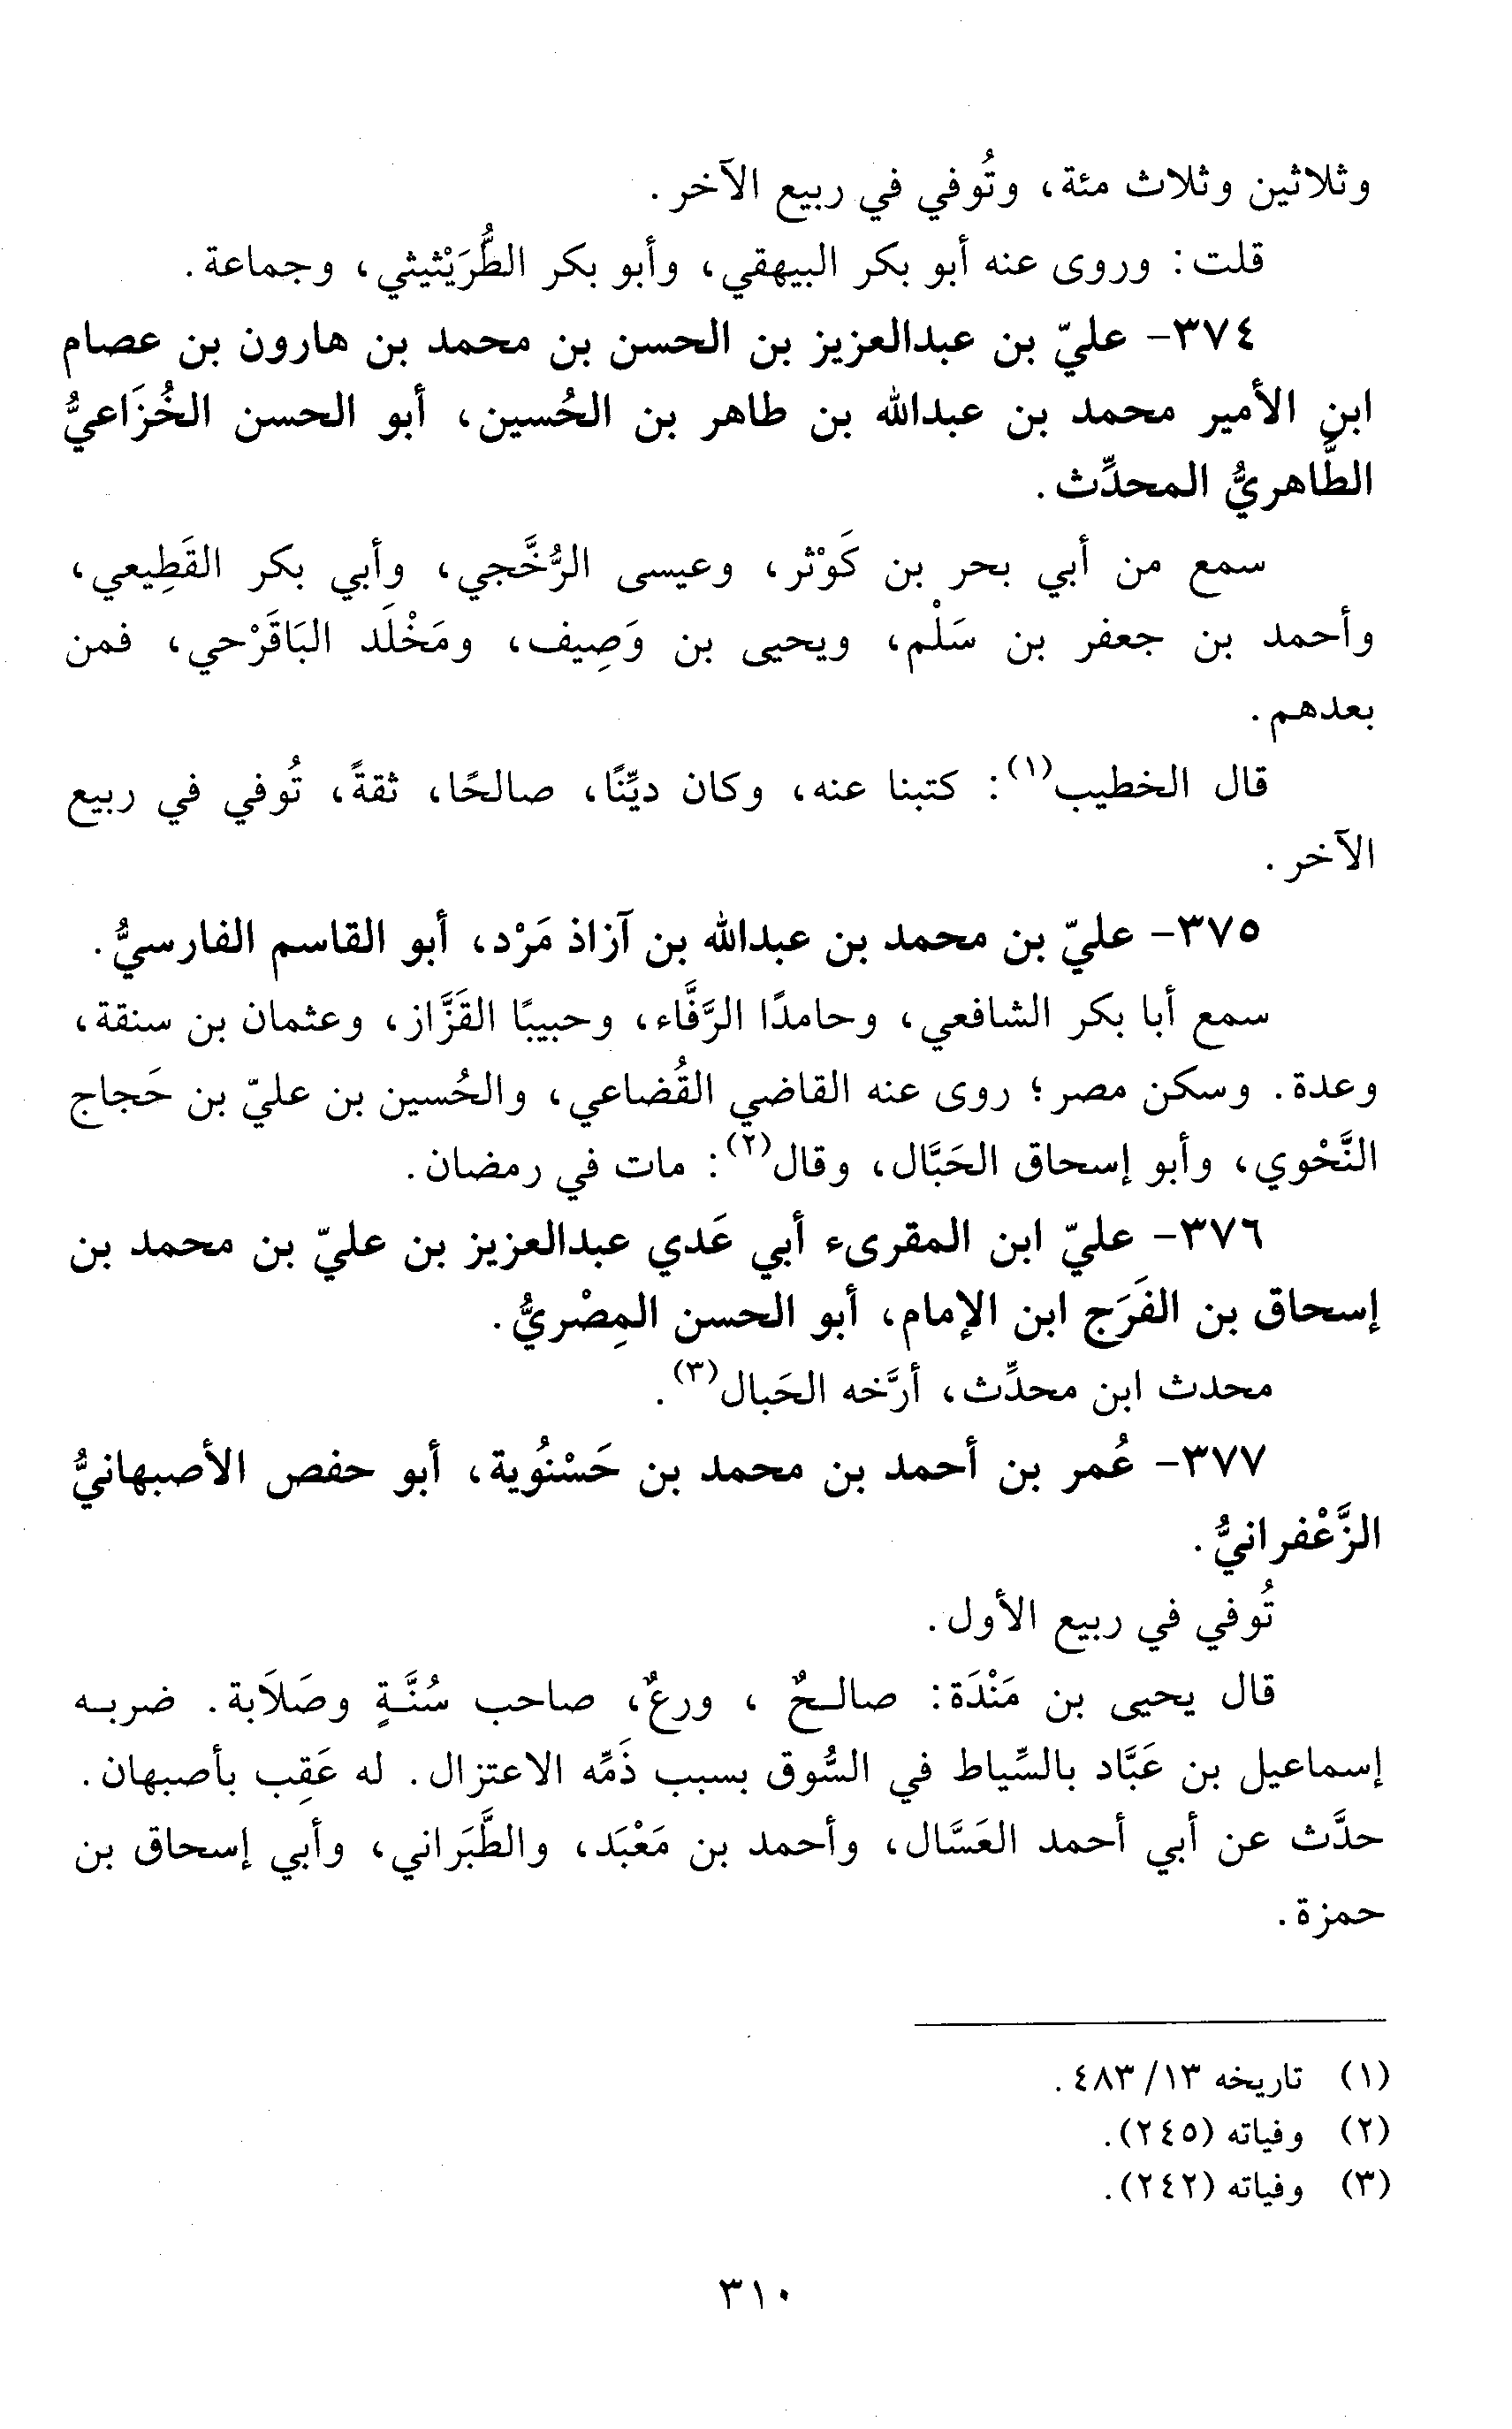 وثلاثين وثلاث مئة، وتُوفي في ربيع الآخر.
قلت: وروى عنه أبو بكر البيهقي، وأبو بكر الطُّرَيْثيثي، وجماعة.
٣٧٤- عليّ بن عبدالعزيز بن الحسن بن محمد بن هارون بن عصام
ابن الأمير محمد بن عبدالله بن طاهر بن الحُسين، أبو الحسن الخُزَاعيُّ
الطَّاهريُّ المحدِّث.
سمع من أبي بحر بن كَوْثر، وعيسى الرُّخَّجي، وأبي بكر القَطِيعي،
وأحمد بن جعفر بن سَلْم، ويحيى بن وَصِيف، ومَخْلَد البَاقَرْحي، فمن
بعدهم.
قال الخطيب(١): كتبنا عنه، وكان ديِّنًا، صالحًا، ثقةً، تُوفي في ربيع
الآخر.
٣٧٥- عليّ بن محمد بن عبدالله بن آزاذ مَرْد، أبو القاسم الفارسيُّ.
سمع أبا بكر الشافعي، وحامدًا الرَّفَّاء، وحبيبًا القَزَّاز، وعثمان بن سنقة،
وعدة. وسكن مصر؛ روى عنه القاضي القُضاعي، والحُسين بن عليّ بن حَجاج
النَّحْوي، وأبو إسحاق الحَبَّال، وقال(٢): مات في رمضان.
٣٧٦- عليّ ابن المقرىء أبي عَدي عبدالعزيز بن عليّ بن محمد بن
إسحاق بن الفَرَج ابن الإمام، أبو الحسن المِصْريُّ.
محدث ابن محدِّث، أرَّخه الحَبال(٣).
٣٧٧- عُمر بن أحمد بن محمد بن حَسْنُوية، أبو حفص الأصبهانيُّ
الزَّعْفرانيُّ.
تُوفي في ربيع الأول.
قال يحيى بن مَنْدَة: صالـحٌ ، ورعٌ، صاحب سُنَّـةٍ وصَلَابة. ضربـه
إسماعيل بن عَبَّاد بالسِّياط في السُّوق بسبب ذَمِّه الاعتزال. له عَقِب بأصبهان.
حدَّث عن أبي أحمد العَسَّال، وأحمد بن مَعْبَد، والطَّبَراني، وأبي إسحاق بن
حمزة.
(١) تاريخه ١٣/ ٤٨٣.
(٢) وفياته (٢٤٥).
(٣) وفياته (٢٤٢).
٣١٠